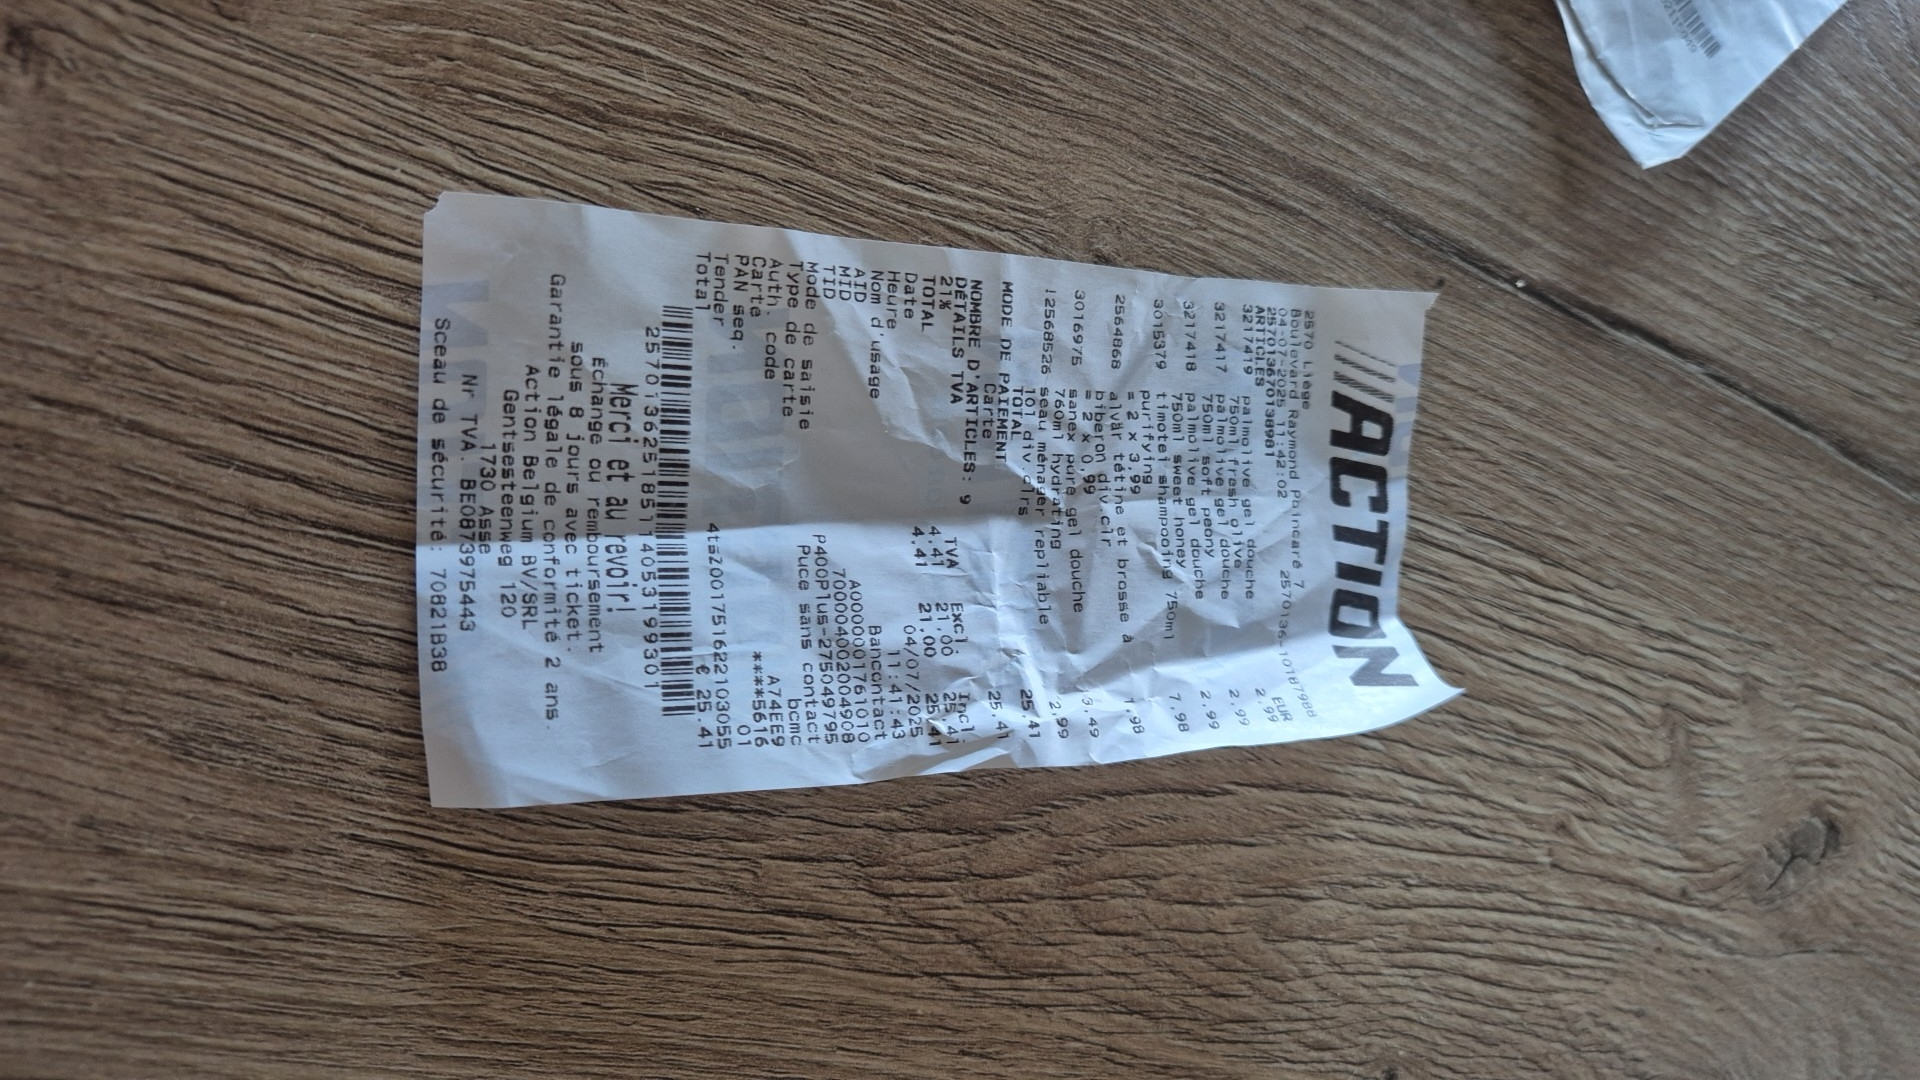 ACTION
2570 Liège
Boulevard Raymond Poincaré 7
04-07-2025 11:42:02 2570136-10187988
257013670138981
ARTICLES EUR
3217419 palmolive gel douche 2,99
750ml fresh olive
3217417 palmolive gel douche 2,99
750ml soft peony
3217418 palmolive gel douche 2,99
750ml sweet honey
3015379 timotei shampooing 750ml 7,98
purifying
= 2 x 3,99
2564868 alvär tétine et brosse à 1,98
biberon div.clr
= 2 x 0,99
3016975 sanex pure gel douche 3,49
760ml hydrating
12568526 seau ménager repliable 2,99
10l div.clrs
TOTAL 25.41
MODE DE PAIEMENT
Carte 25.41
NOMBRE D'ARTICLES: 9
DÉTAILS TVA TVA Excl. Incl.
21% 4.41 21,00 25,41
TOTAL 4.41 21,00 25,41
Date 04/07/2025
Heure 11:41:43
Nom d'usage Bancontact
AID A0000001761010
MID 700004002004908
TID P400Plus-275049795
Mode de saisie Puce sans contact
Type de carte bcmc
Auth. code A74EE9
Carte ****5616
PAN seq. 01
Tender 4tsZ001751622103055
Total € 25.41
257013625185114053199301
Merci et au revoir!
Échange ou remboursement
sous 8 jours avec ticket.
Garantie légale de conformité 2 ans.
Action Belgium BV/SRL
Gentsesteenweg 120
1730 Asse
Nr TVA. BE0873975443
Sceau de sécurité: 70821B38